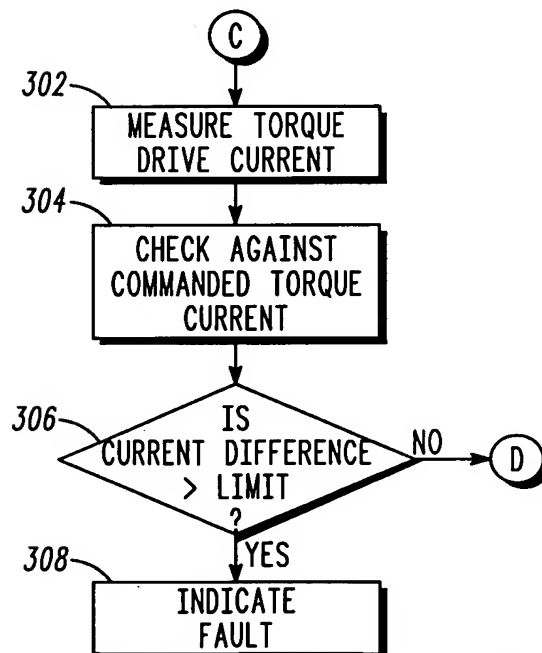 C
302
MEASURE TORQUE
DRIVE CURRENT
304
CHECK AGAINST
COMMANDED TORQUE
CURRENT
306
IS
CURRENT DIFFERENCE
> LIMIT
?
NO
D
YES
308
INDICATE
FAULT